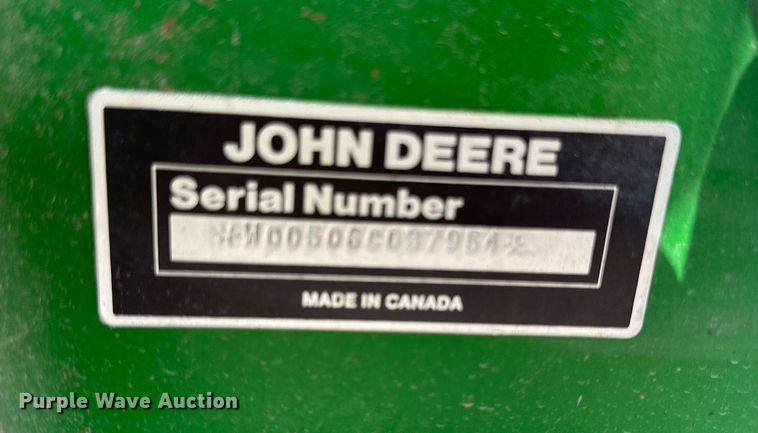 JOHN DEERE
Serial Number
MADE IN CANADA
Purple Wave Auction